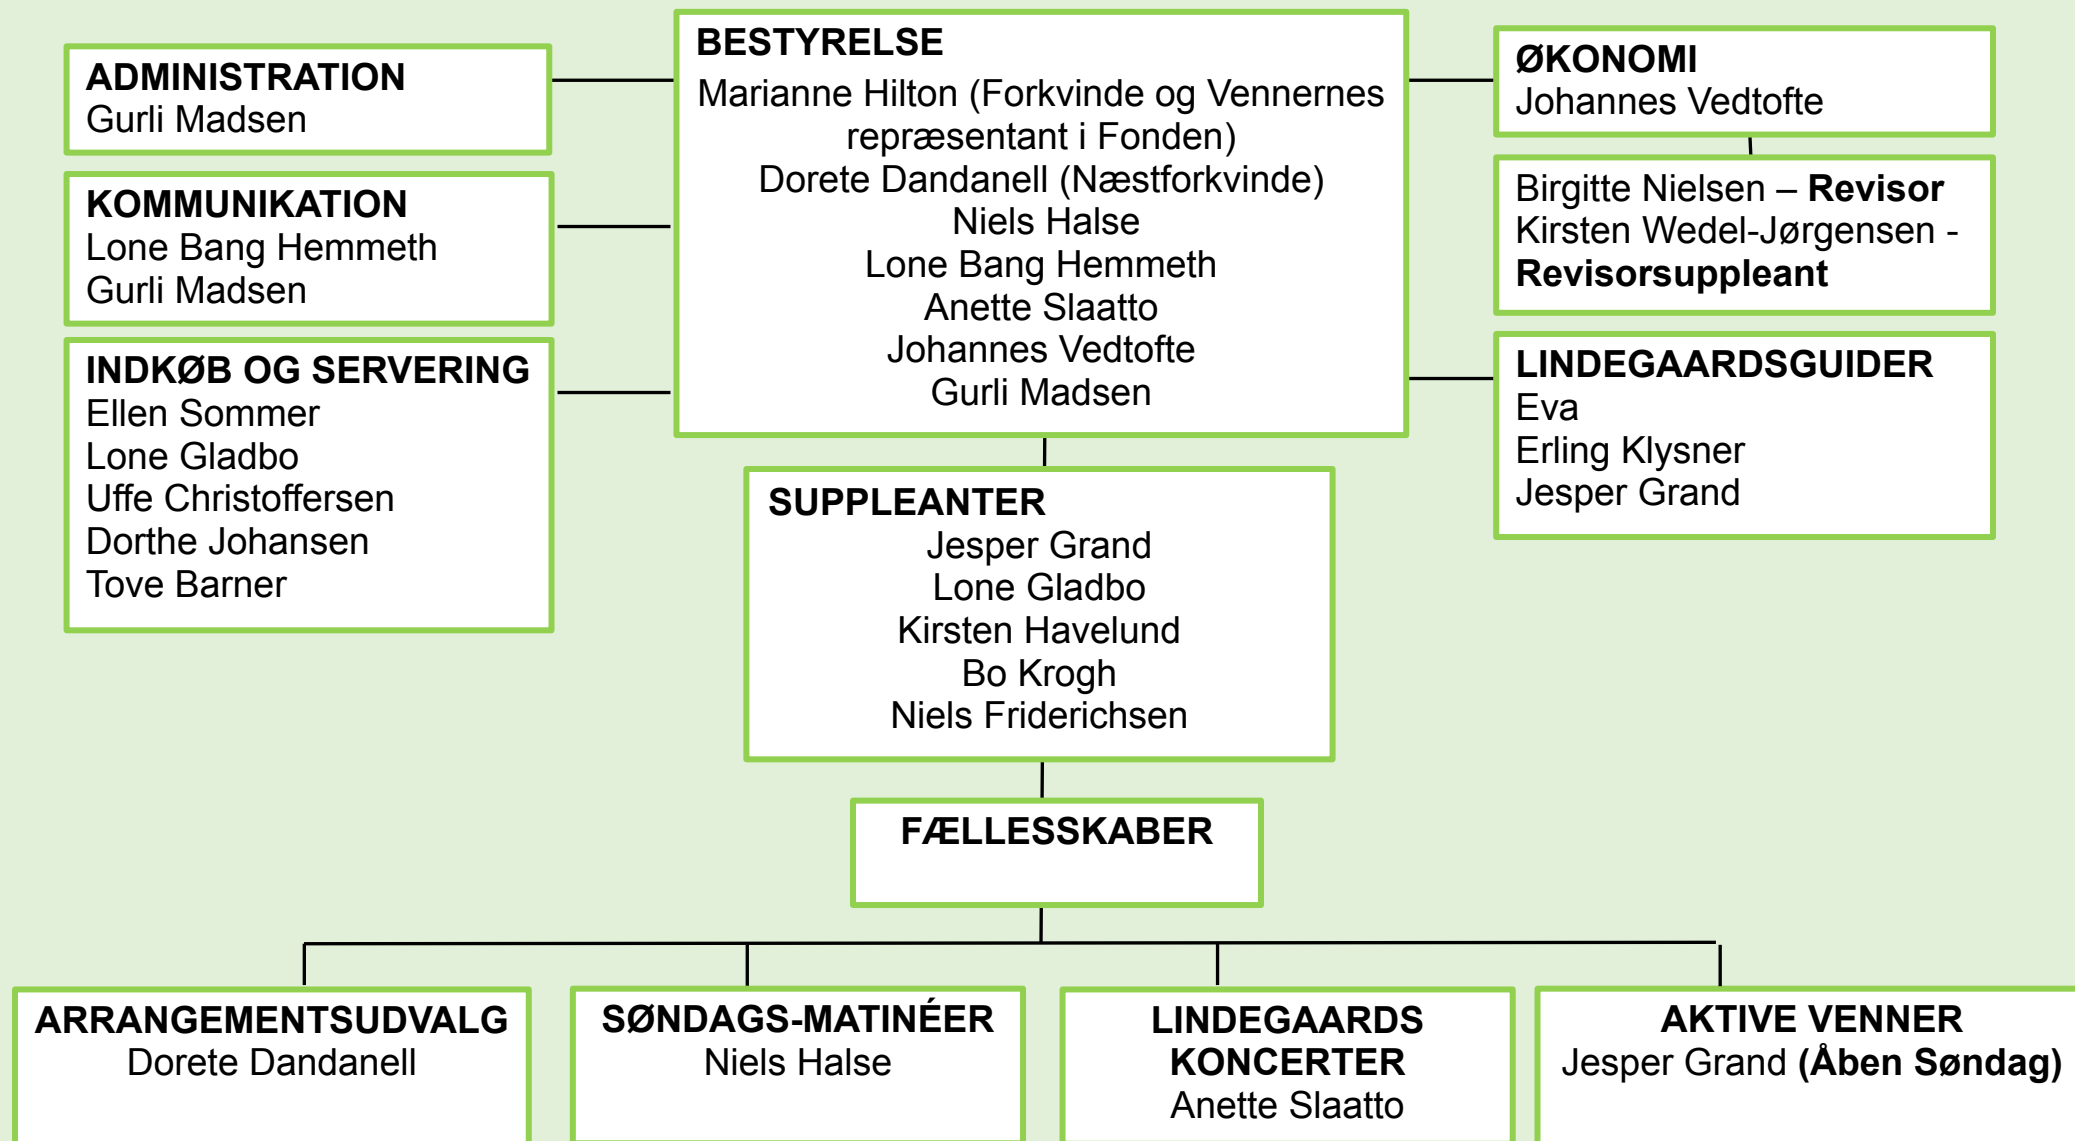 ADMINISTRATION
Gurli Madsen
KOMMUNIKATION
Lone Bang Hemmeth
Gurli Madsen
INDKØB OG SERVERING
Ellen Sommer
Lone Gladbo
Uffe Christoffersen
Dorthe Johansen
Tove Barner
BESTYRELSE
Marianne Hilton (Forkvinde og Vennernes
repræsentant i Fonden)
Dorete Dandanell (Næstforkvinde)
Niels Halse
Lone Bang Hemmeth
Anette Slaatto
Johannes Vedtofte
Gurli Madsen
ØKONOMI
Johannes Vedtofte
Birgitte Nielsen – Revisor
Kirsten Wedel-Jørgensen -
Revisorsuppleant
LINDEGAARDSGUIDER
Eva
Erling Klysner
Jesper Grand
SUPPLEANTER
Jesper Grand
Lone Gladbo
Kirsten Havelund
Bo Krogh
Niels Friderichsen
FÆLLESSKABER
ARRANGEMENTSUDVALG
Dorete Dandanell
SØNDAGS-MATINÉER
Niels Halse
LINDEGAARDS
KONCERTER
Anette Slaatto
AKTIVE VENNER
Jesper Grand (Åben Søndag)